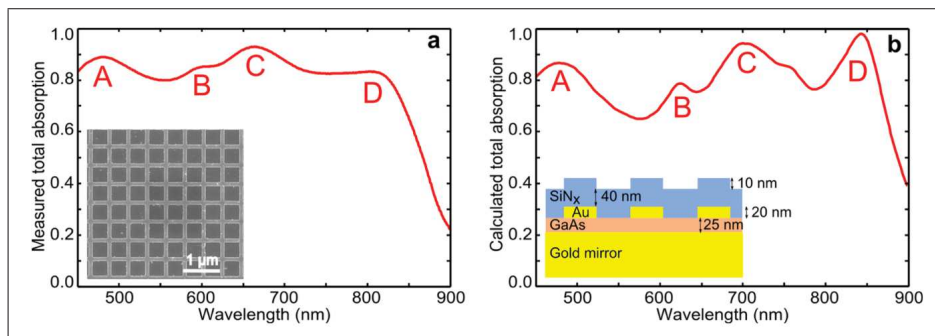 a
Measured total absorption
1.0
0.8
0.6
0.4
0.2
0.0
A
B
C
D
1 µm
500
600
700
800
900
Wavelength (nm)
b
Calculated total absorption
1.0
0.8
0.6
0.4
0.2
0.0
A
B
C
D
10 nm
SiNx
40 nm
Au
20 nm
GaAs
25 nm
Gold mirror
500
600
700
800
900
Wavelength (nm)